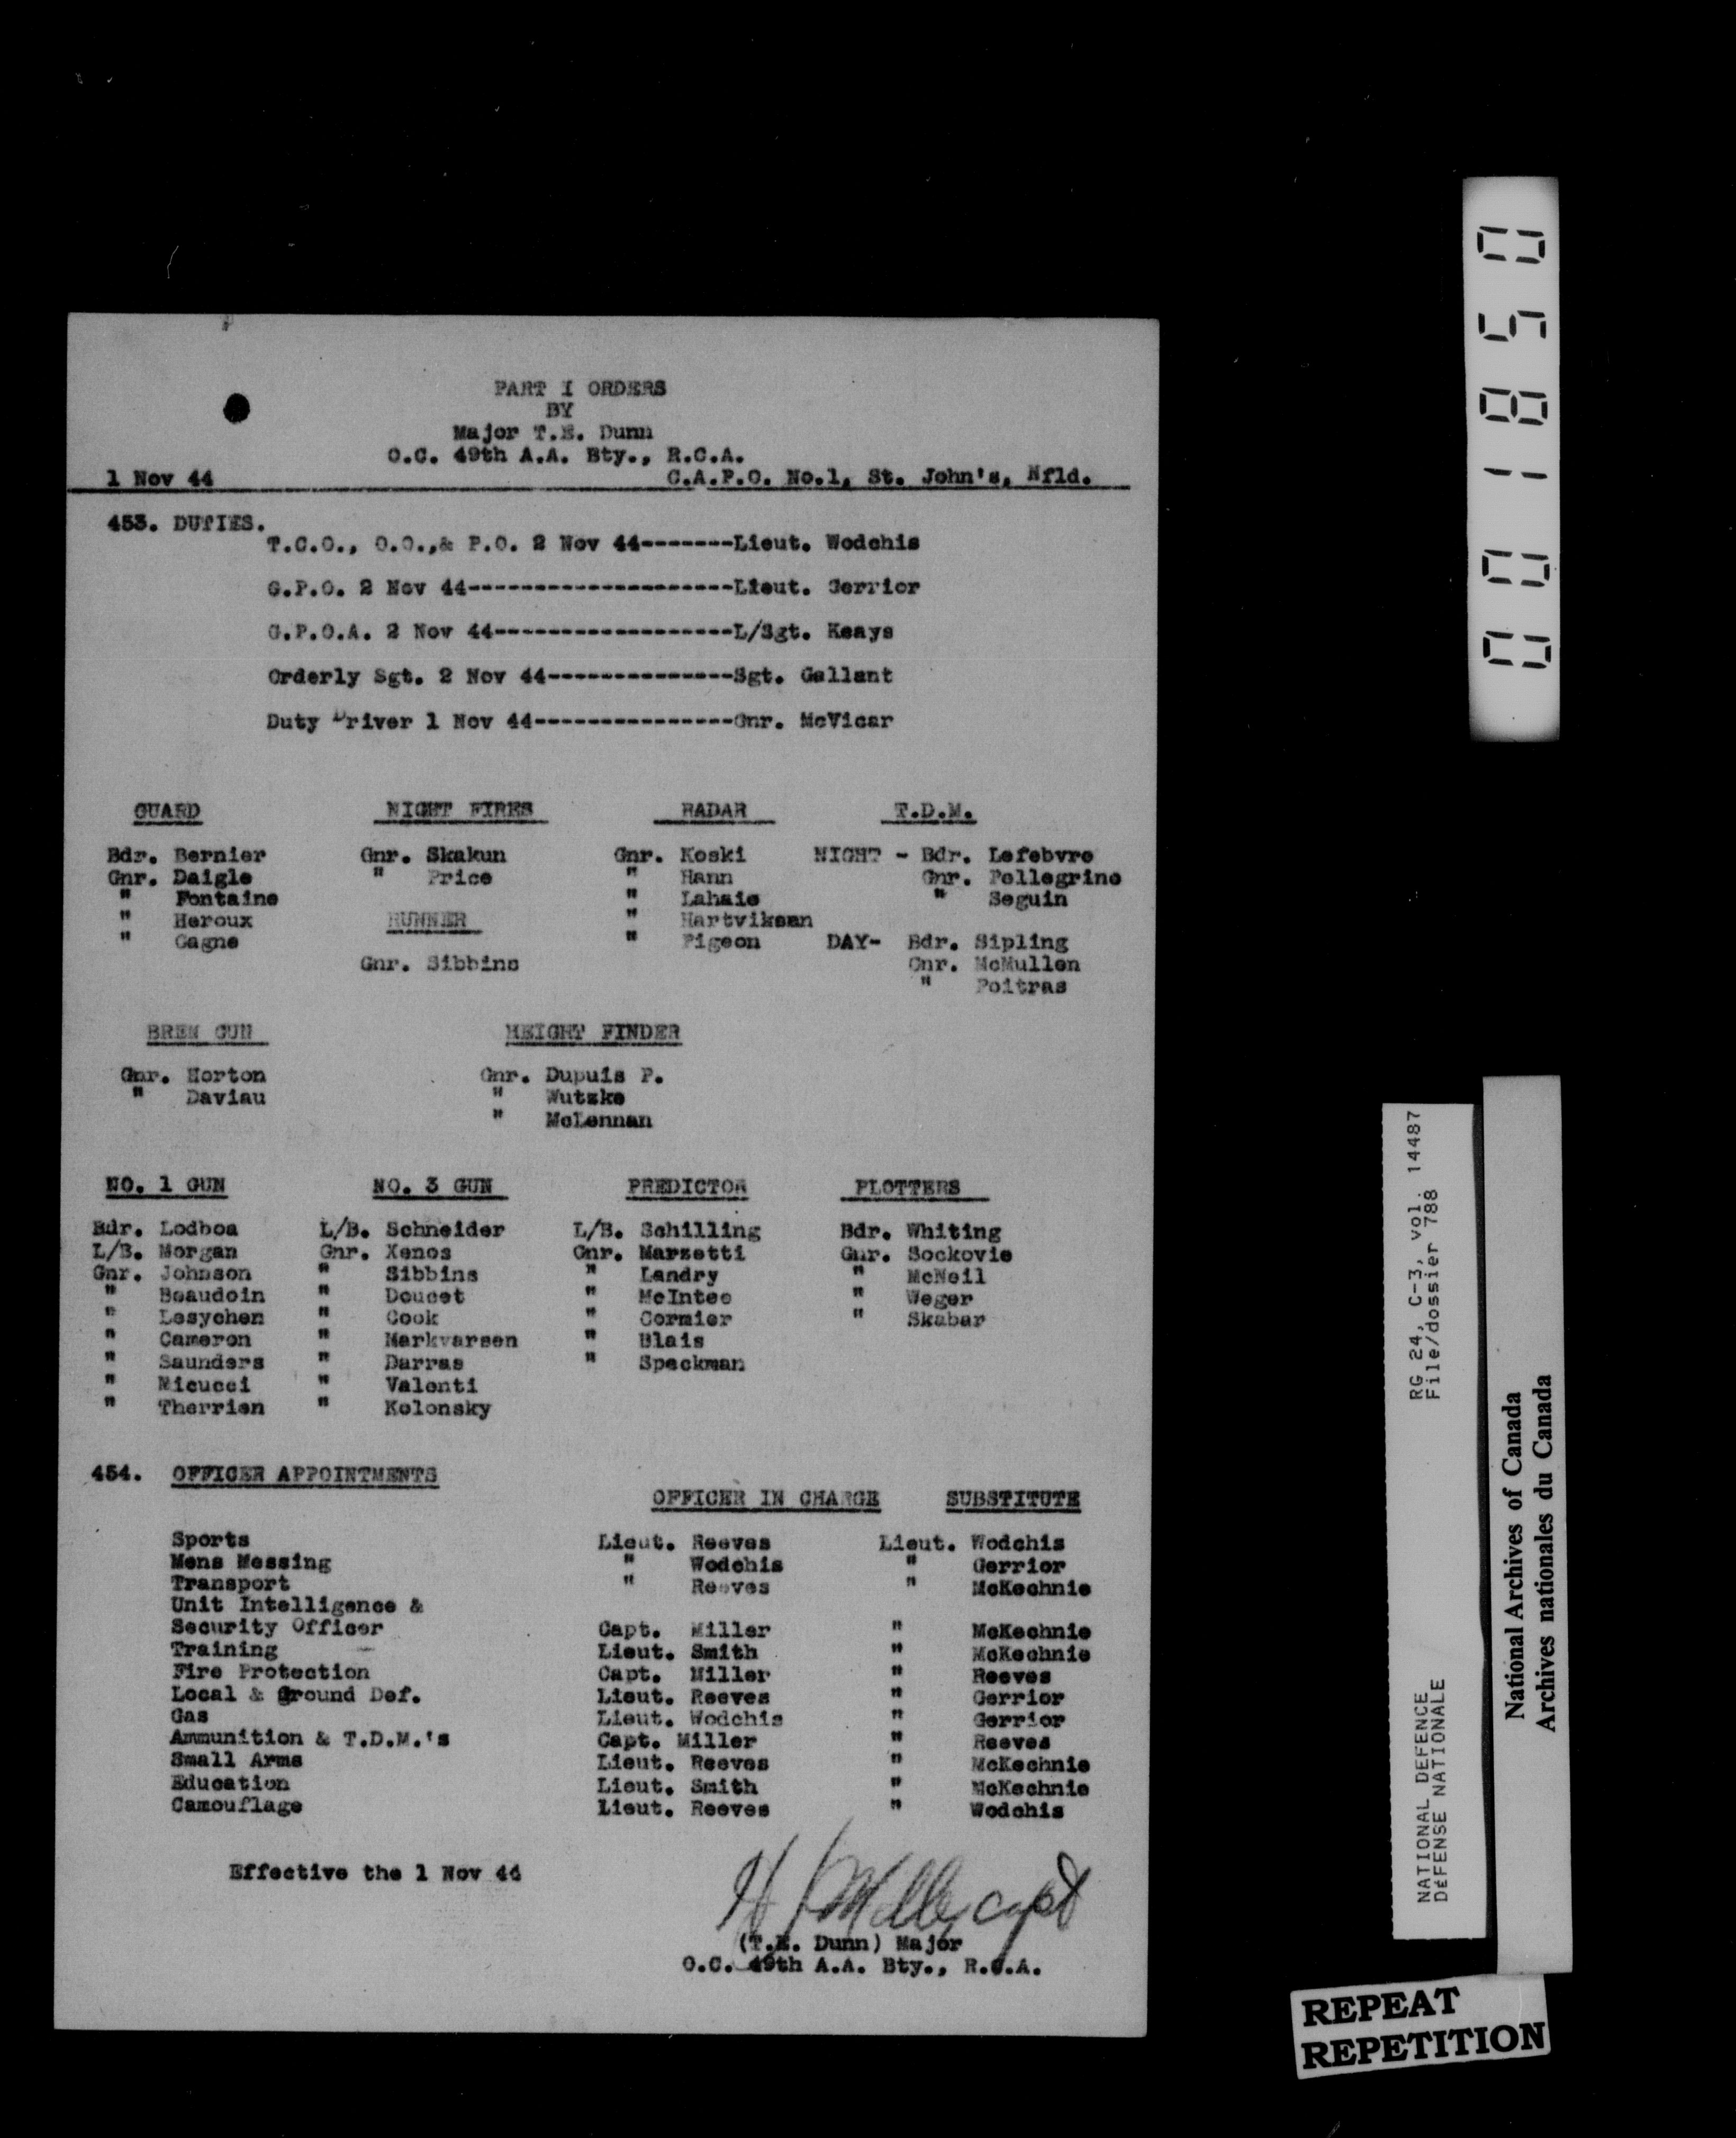 PART I ORDERS
BY
Major T.E. Dunn
O.C. 49th A.A. Bty., R.C.A.
1 Nov 44 C.A.P.O. No.1, St. John's, Nfld.
453. DUTIES.
T.C.O., O.O.,& P.O. 2 Nov 44-------Lieut. Wodchis
G.P.O. 2 Nov 44--------------------Lieut. Gerrior
G.P.O.A. 2 Nov 44------------------L/Sgt. Keays
Orderly Sgt. 2 Nov 44--------------Sgt. Gallant
Duty Driver 1 Nov 44---------------Gnr. McVicar
GUARD NIGHT FIRES RADAR T.D.M.
Bdr. Bernier Gnr. Skakun Gnr. Koski NIGHT - Bdr. Lefebvre
Gnr. Daigle " Price " Hann Gnr. Pellegrino
" Fontaine " Lahaie " Seguin
" Heroux RUNNER " Hartviksen
" Gagne " Pigeon DAY- Bdr. Sipling
Gnr. Sibbins Gnr. McMullen
" Poitras
BREN GUN HEIGHT FINDER
Gnr. Horton Gnr. Dupuis P.
" Daviau " Wutzke
" McLennan
NO. 1 GUN NO. 3 GUN PREDICTOR PLOTTERS
Bdr. Lodboa L/B. Schneider L/B. Schilling Bdr. Whiting
L/B. Morgan Gnr. Xenos Gnr. Marzetti Gnr. Sockovie
Gnr. Johnson " Sibbins " Landry " McNeil
" Beaudoin " Doucet " McIntee " Weger
" Lesychen " Cook " Cormier " Skabar
" Cameron " Markvarsen " Blais
" Saunders " Darras " Speckman
" Micucci " Valenti
" Therrien " Kolonsky
454. OFFICER APPOINTMENTS
OFFICER IN CHARGE SUBSTITUTE
Sports Lieut. Reeves Lieut. Wodchis
Mens Messing " Wodchis " Gerrior
Transport " Reeves " McKechnie
Unit Intelligence &
Security Officer Capt. Miller " McKechnie
Training Lieut. Smith " McKechnie
Fire Protection Capt. Miller " Reeves
Local & Ground Def. Lieut. Reeves " Gerrior
Gas Lieut. Wodchis " Gerrior
Ammunition & T.D.M.'s Capt. Miller " Reeves
Small Arms Lieut. Reeves " McKechnie
Education Lieut. Smith " McKechnie
Camouflage Lieut. Reeves " Wodchis
Effective the 1 Nov 44
Capt
(T.E. Dunn) Major
O.C. 49th A.A. Bty., R.C.A.
001850
NATIONAL DEFENCE RG 24, C-3, vol. 14487
DÉFENSE NATIONALE File/dossier 788
National Archives of Canada
Archives nationales du Canada
REPEAT
REPETITION